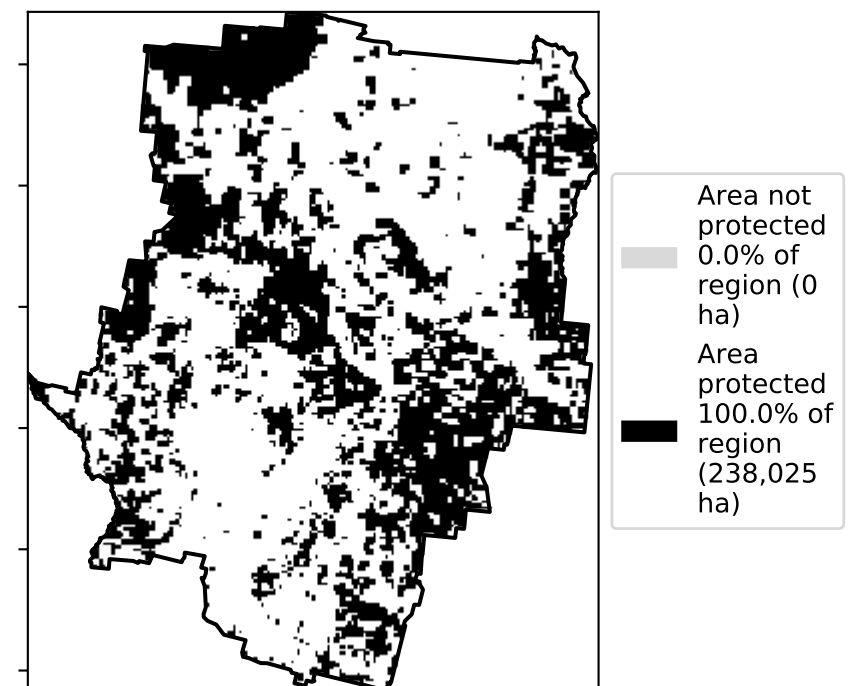 Area not
protected
0.0% of
region (0
ha)
Area
protected
100.0% of
region
(238,025
ha)